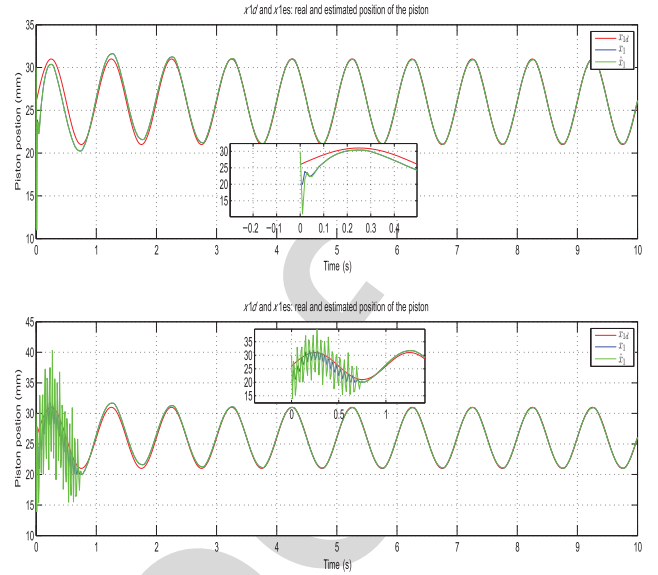 x1d and x1es: real and estimated position of the piston
35
30
25
20
15
10
Piston postion (mm)
x1d
x1
x̂1
30
25
20
15
−0.2 −0.1 0 0.1 0.2 0.3 0.4
0 1 2 3 4 5 6 7 8 9 10
Time (s)
x1d and x1es: real and estimated position of the piston
45
40
35
30
25
20
15
10
Piston postion (mm)
x1d
x1
x̂1
35
30
25
20
15
0 0.5 1
0 1 2 3 4 5 6 7 8 9 10
Time (s)